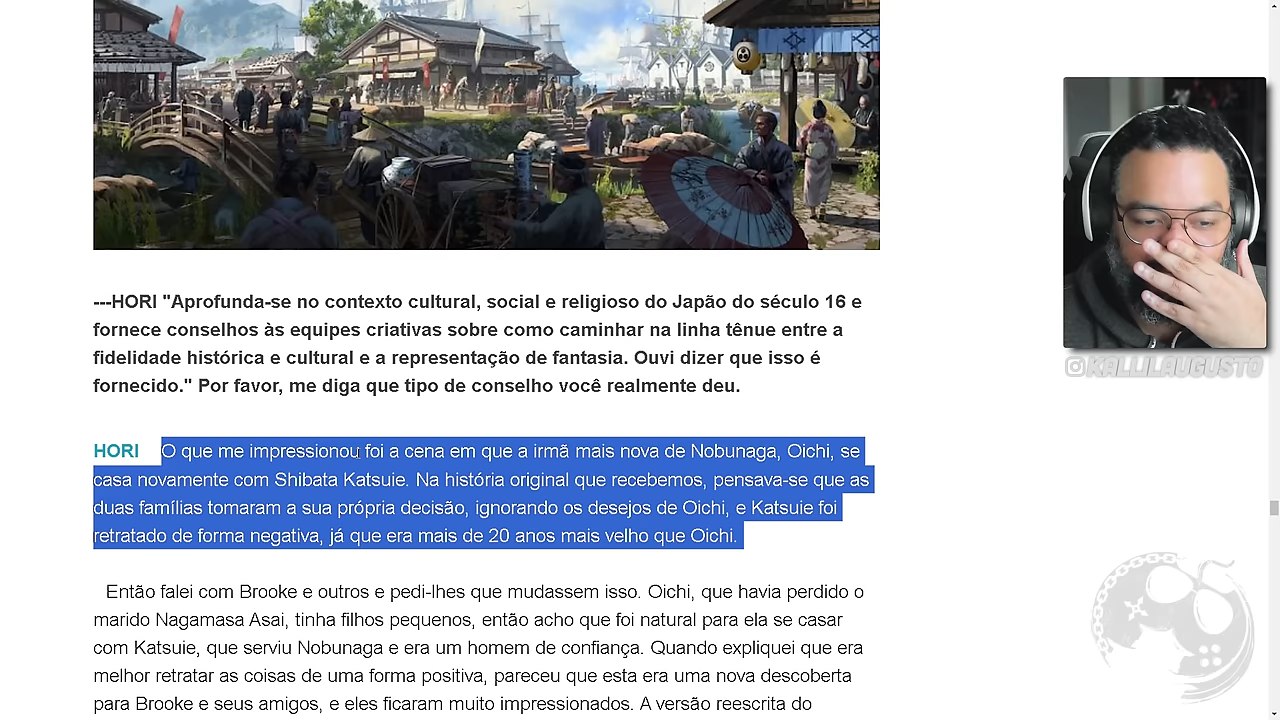 ---HORI "Aprofunda-se no contexto cultural, social e religioso do Japão do século 16 e
fornece conselhos às equipes criativas sobre como caminhar na linha tênue entre a
fidelidade histórica e cultural e a representação de fantasia. Ouvi dizer que isso é
fornecido." Por favor, me diga que tipo de conselho você realmente deu.
HORI O que me impressionou foi a cena em que a irmã mais nova de Nobunaga, Oichi, se
casa novamente com Shibata Katsuie. Na história original que recebemos, pensava-se que as
duas famílias tomaram a sua própria decisão, ignorando os desejos de Oichi, e Katsuie foi
retratado de forma negativa, já que era mais de 20 anos mais velho que Oichi.
Então falei com Brooke e outros e pedi-lhes que mudassem isso. Oichi, que havia perdido o
marido Nagamasa Asai, tinha filhos pequenos, então acho que foi natural para ela se casar
com Katsuie, que serviu Nobunaga e era um homem de confiança. Quando expliquei que era
melhor retratar as coisas de uma forma positiva, pareceu que esta era uma nova descoberta
para Brooke e seus amigos, e eles ficaram muito impressionados. A versão reescrita do
KALLILAUGUSTO